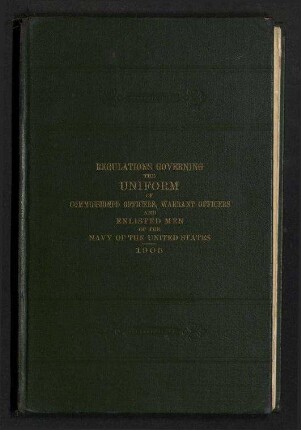 REGULATIONS GOVERNING
THE
UNIFORM
OF
COMMISSIONED OFFICERS, WARRANT OFFICERS
AND
ENLISTED MEN
OF THE
NAVY OF THE UNITED STATES
1905